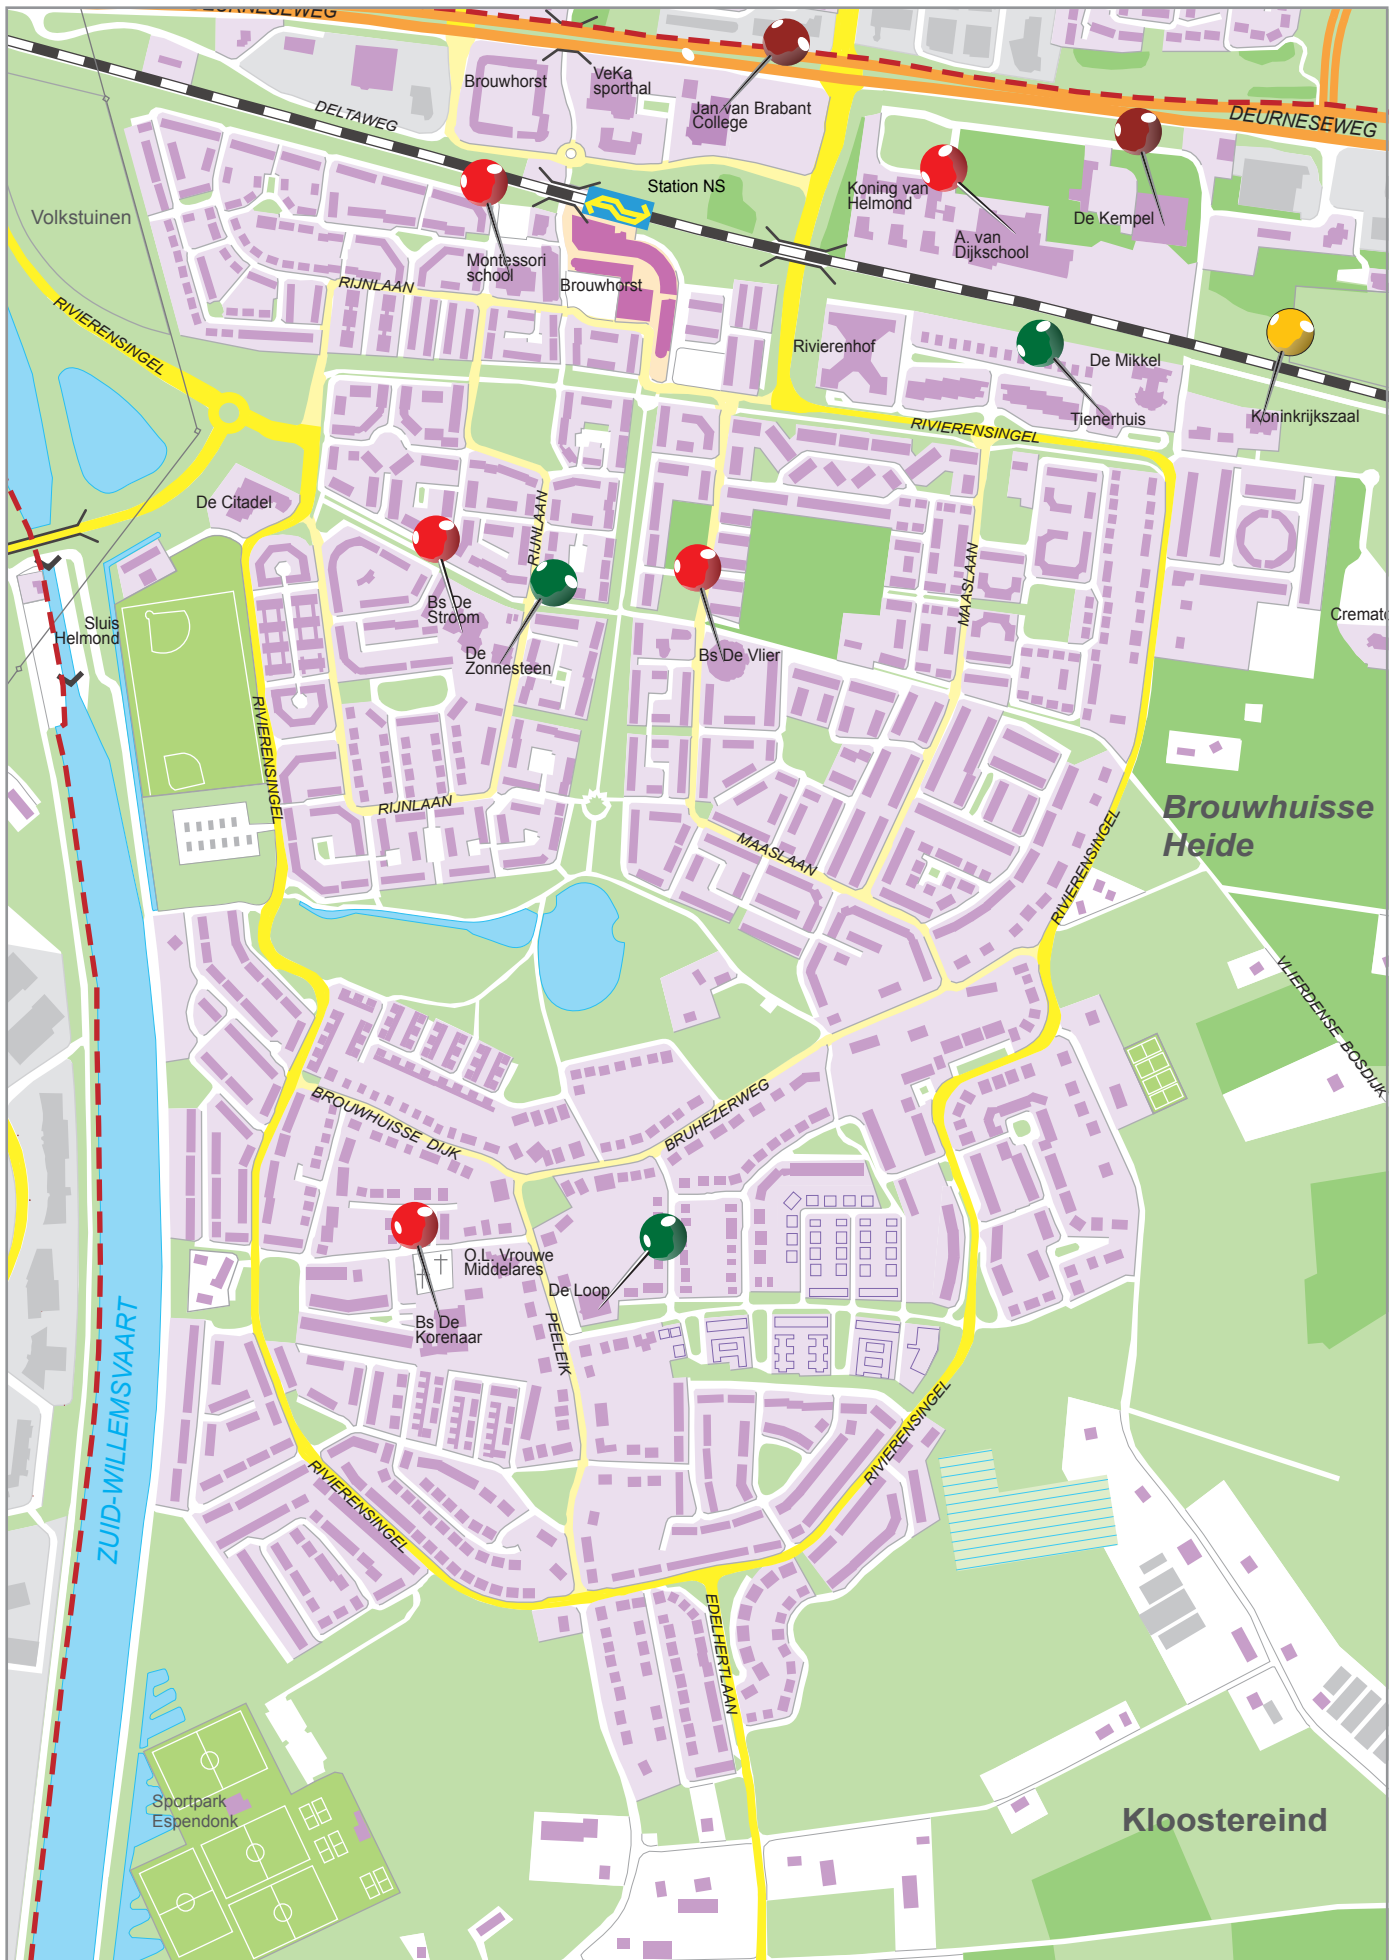 DEURNESEWEG
Brouwhorst
VeKa
sporthal
Jan van Brabant
College
DELTAWEG
DEURNESEWEG
Station NS
Koning van
Helmond
De Kempel
A. van
Dijkschool
Volkstuinen
Montessori
school
Brouwhorst
RIJNLAAN
RIVIERENSINGEL
Rivierenhof
De Mikkel
Tienerhuis
Koninkrijkszaal
RIVIERENSINGEL
De Citadel
RIJNLAAN
MAASLAAN
Bs De
Stroom
De
Zonnesteen
Bs De Vlier
Sluis
Helmond
Cremato
RIVIERENSINGEL
RIJNLAAN
MAASLAAN
Brouwhuisse
Heide
RIVIERENSINGEL
VLIERDENSE BOSDIJK
BROUWHUISSE DIJK
BRUHEZERWEG
O.L. Vrouwe
Middelares
De Loop
Bs De
Korenaar
PEELEIK
ZUID-WILLEMSVAART
RIVIERENSINGEL
RIVIERENSINGEL
EDELHERTLAAN
Sportpark
Espendonk
Kloostereind